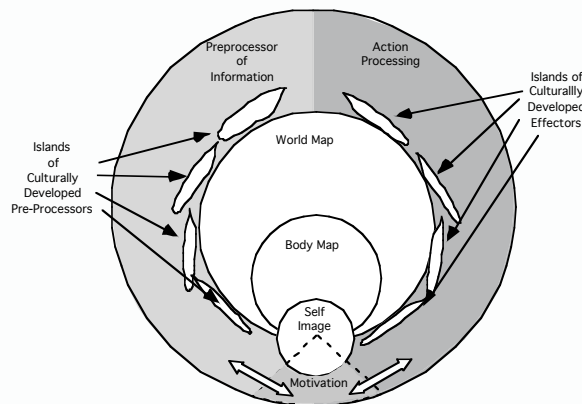 Preprocessor
of
Information
Action
Processing
Islands of
Culturallly
Developed
Effectors
World Map
Islands
of
Culturally
Developed
Pre-Processors
Body Map
Self
Image
Motivation